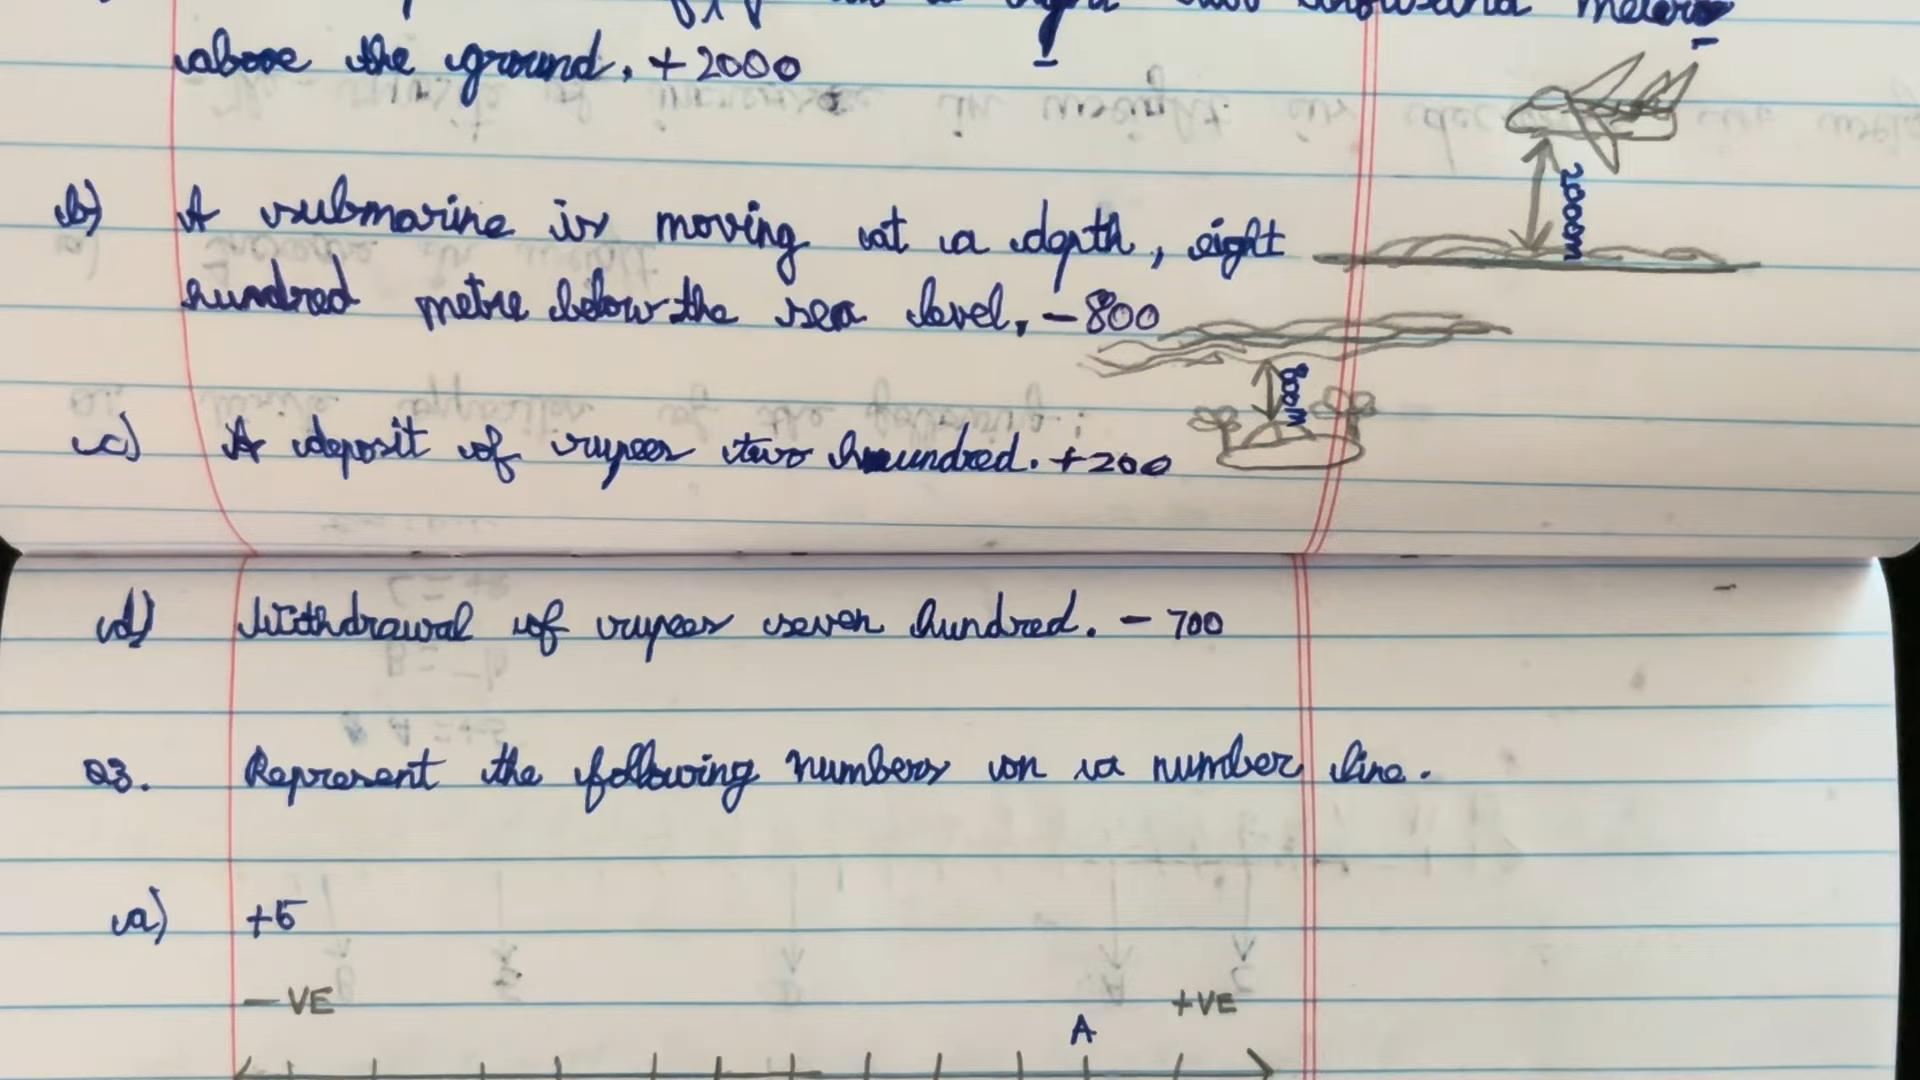 thousand meters
above the ground. +2000
2000m
b) A submarine is moving at a depth, eight
hundred metre below the sea level. -800
800M
c) A deposit of rupees two hundred. +200
d) Withdrawal of rupees seven hundred. - 700
Q3. Represent the following numbers on a number line.
a) +5
- VE +VE
A